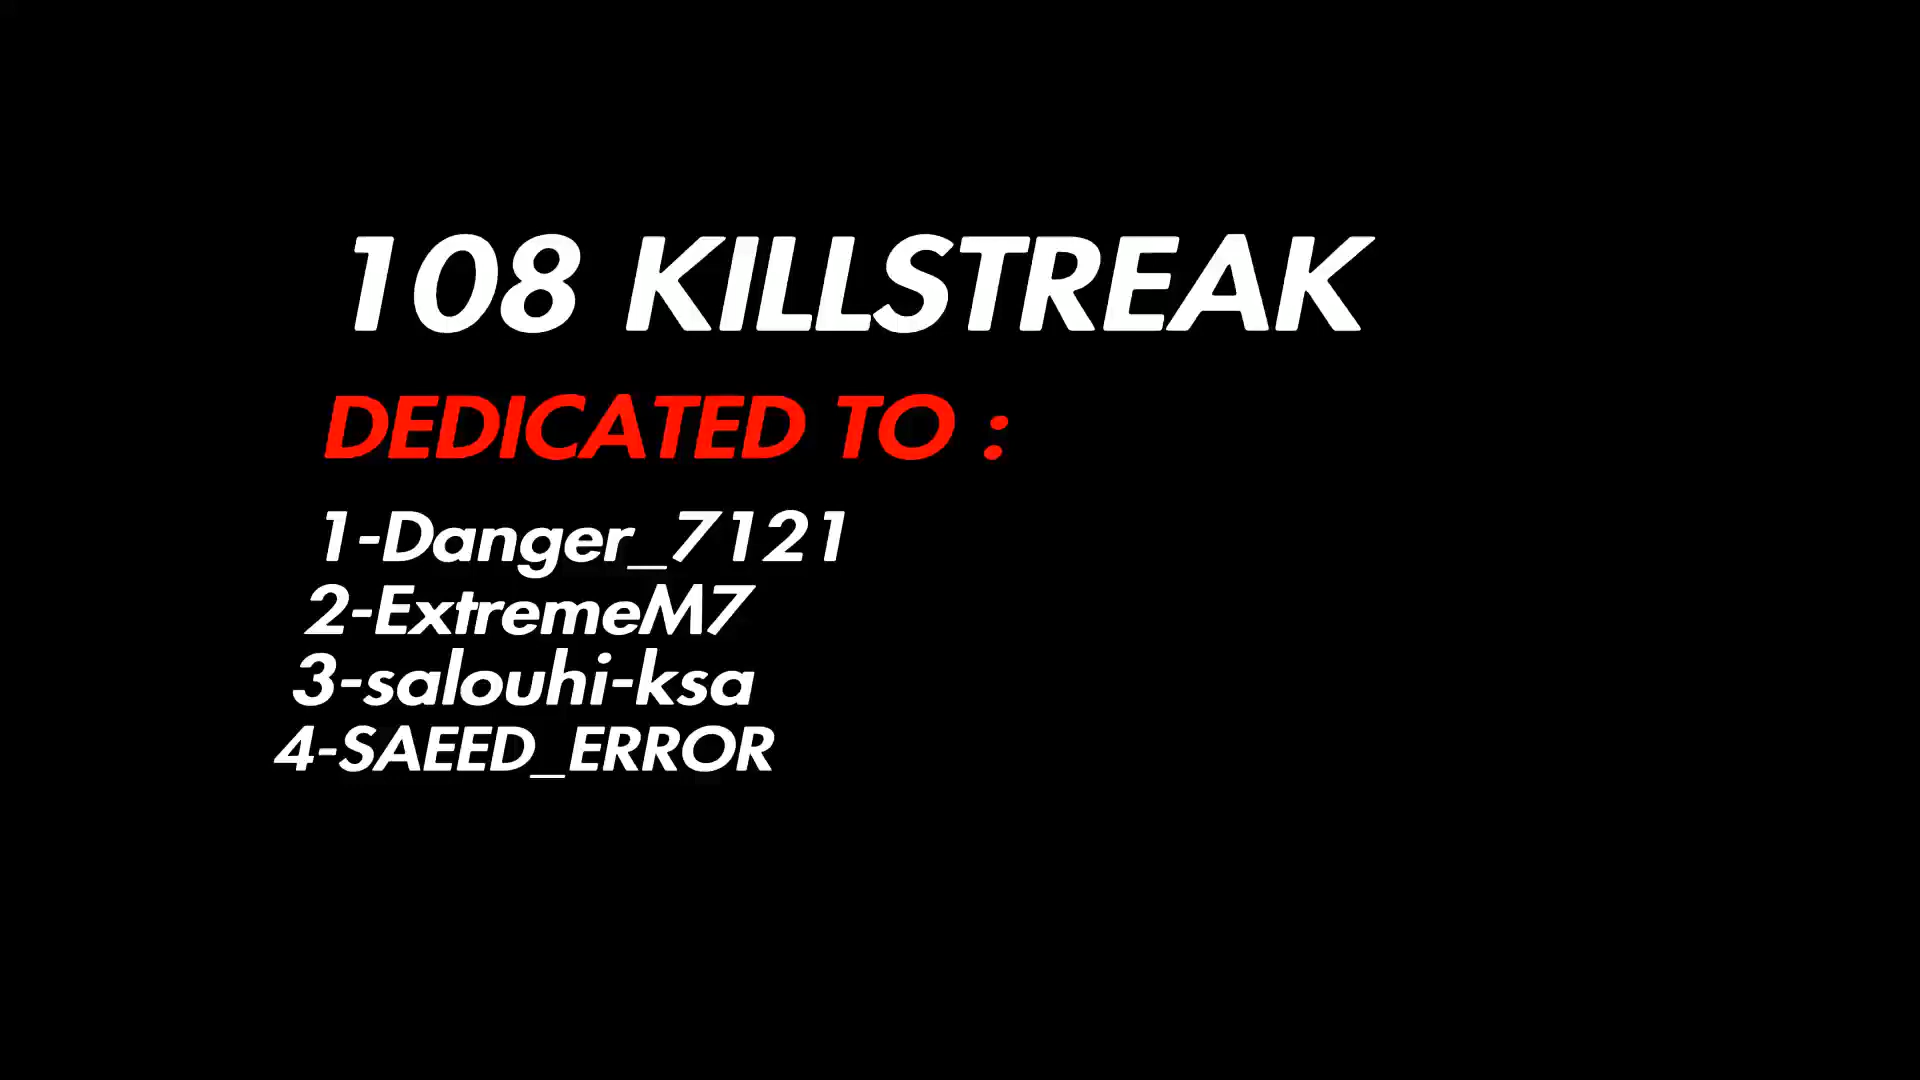 108 KILLSTREAK
DEDICATED TO :
1-Danger_7121
2-ExtremeM7
3-salouhi-ksa
4-SAEED_ERROR